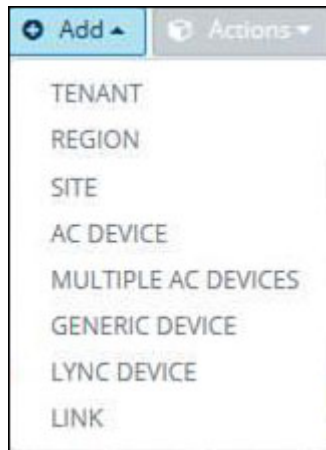 Add Actions
TENANT
REGION
SITE
AC DEVICE
MULTIPLE AC DEVICES
GENERIC DEVICE
LYNC DEVICE
LINK